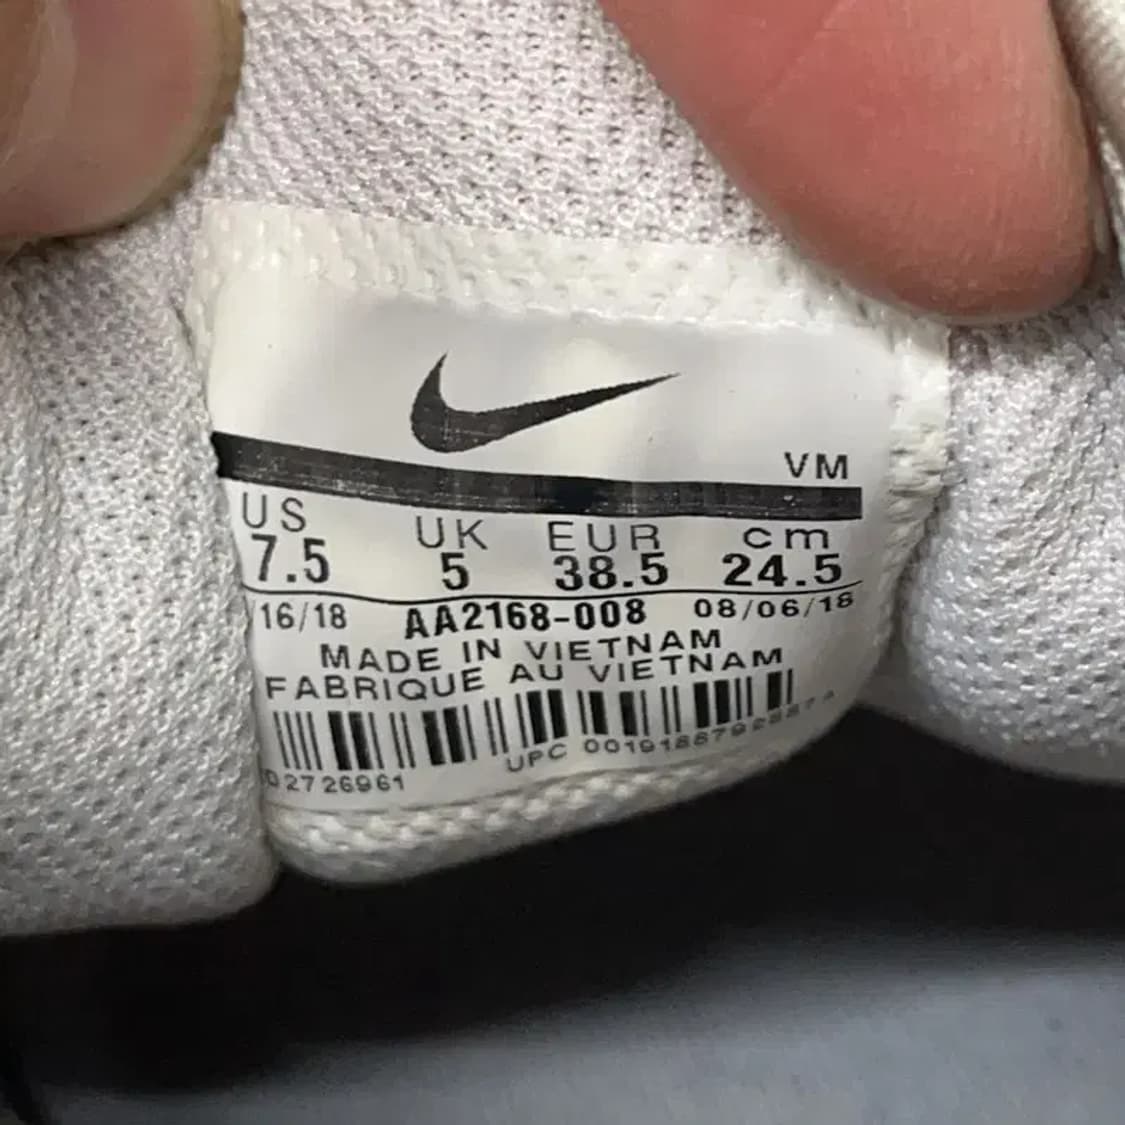 VM
US UK EUR cm
7.5 5 38.5 24.5
16/18 AA2168-008 08/06/18
MADE IN VIETNAM
FABRIQUE AU VIETNAM
UPC
2726961